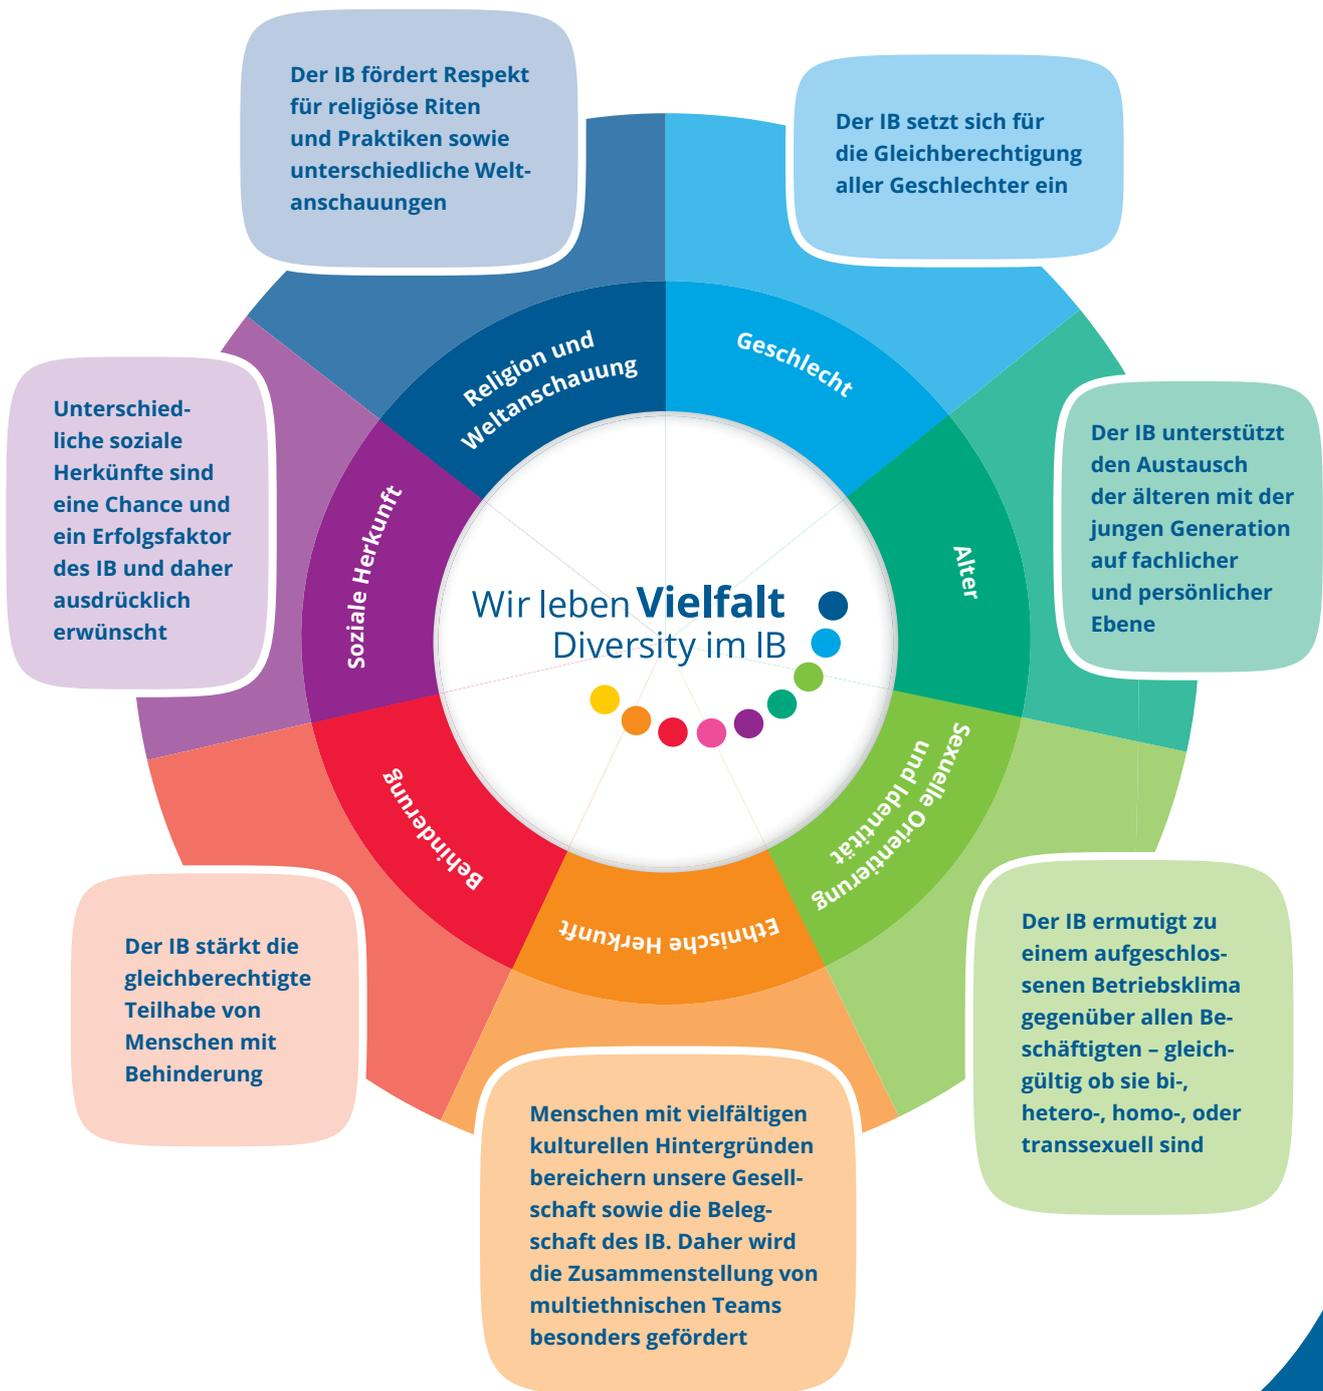 Der IB fördert Respekt
für religiöse Riten
und Praktiken sowie
unterschiedliche Welt-
anschauungen
Der IB setzt sich für
die Gleichberechtigung
aller Geschlechter ein
Religion und
Weltanschauung
Geschlecht
Unterschied-
liche soziale
Herkünfte sind
eine Chance und
ein Erfolgsfaktor
des IB und daher
ausdrücklich
erwünscht
Soziale Herkunft
Alter
Der IB unterstützt
den Austausch
der älteren mit der
jungen Generation
auf fachlicher
und persönlicher
Ebene
Wir leben Vielfalt
Diversity im IB
Behinderung
Ethnische Herkunft
Sexuelle Orientierung
und Identität
Der IB stärkt die
gleichberechtigte
Teilhabe von
Menschen mit
Behinderung
Menschen mit vielfältigen
kulturellen Hintergründen
bereichern unsere Gesell-
schaft sowie die Beleg-
schaft des IB. Daher wird
die Zusammenstellung von
multiethnischen Teams
besonders gefördert
Der IB ermutigt zu
einem aufgeschlos-
senen Betriebsklima
gegenüber allen Be-
schäftigten – gleich-
gültig ob sie bi-,
hetero-, homo-, oder
transsexuell sind